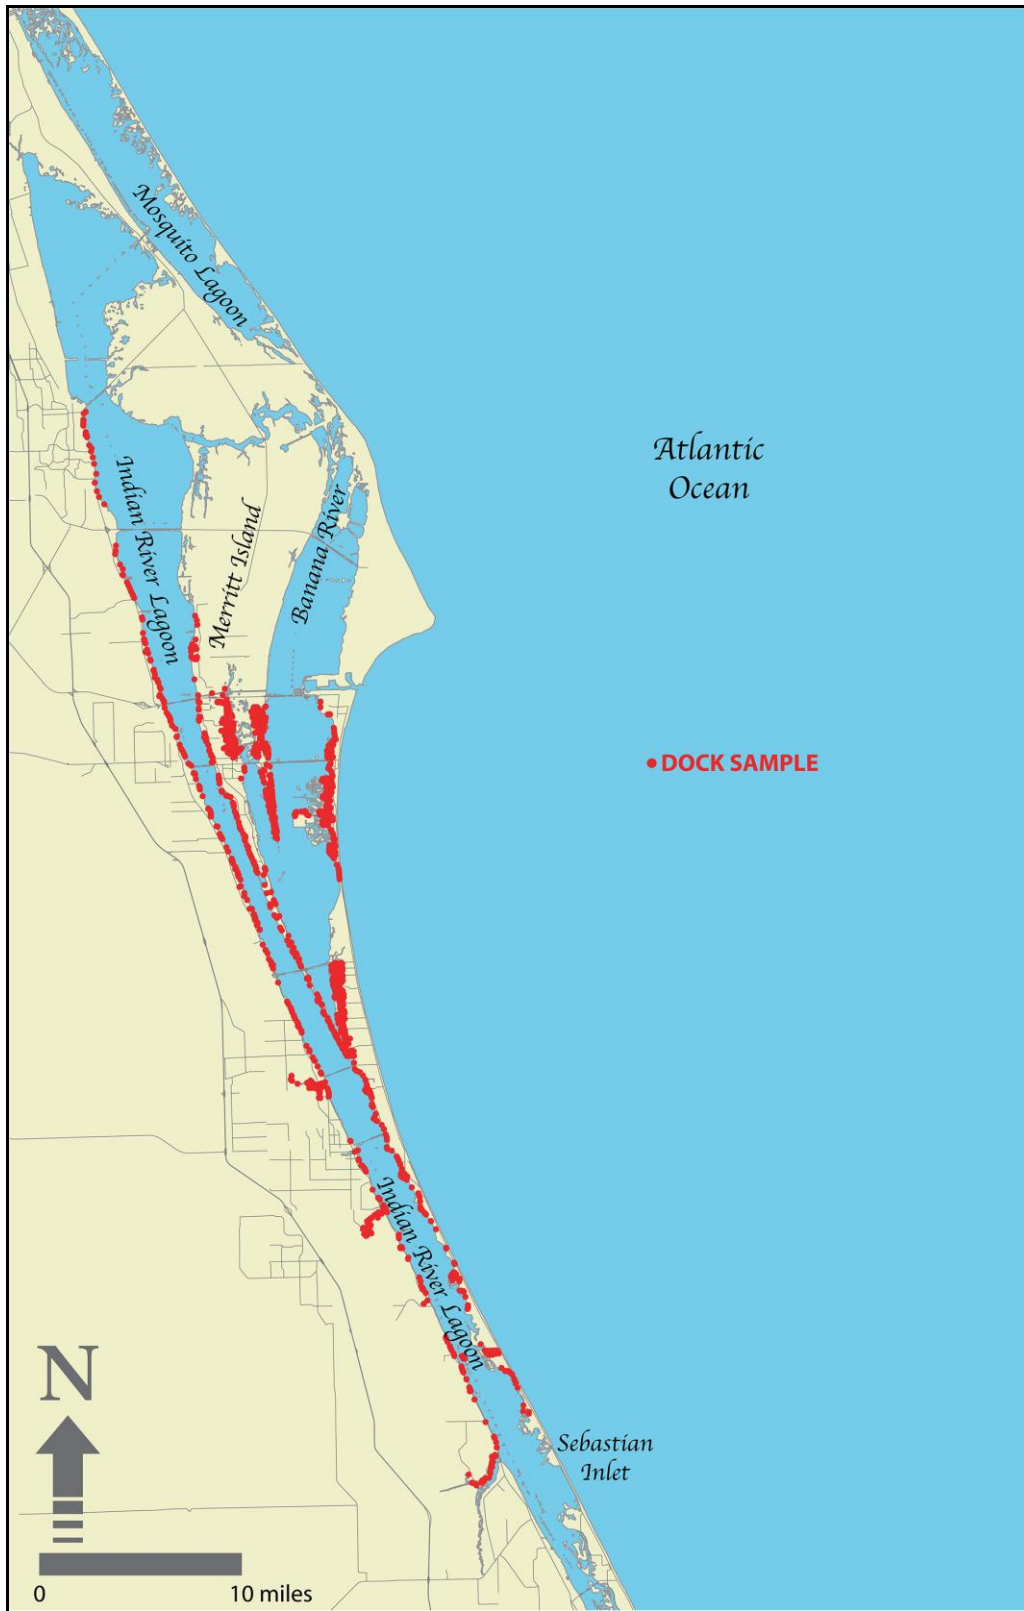 Mosquito Lagoon
Atlantic
Ocean
Indian River Lagoon
Merritt Island
Banana River
DOCK SAMPLE
Indian River Lagoon
N
Sebastian
Inlet
0
10 miles